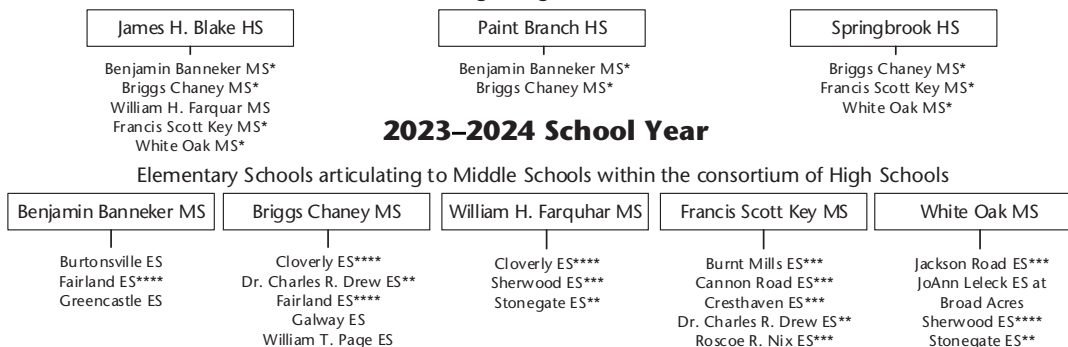 James H. Blake HS
Benjamin Banneker MS*
Briggs Chaney MS*
William H. Farquar MS
Francis Scott Key MS*
White Oak MS*
Paint Branch HS
Benjamin Banneker MS*
Briggs Chaney MS*
Springbrook HS
Briggs Chaney MS*
Francis Scott Key MS*
White Oak MS*
2023–2024 School Year
Elementary Schools articulating to Middle Schools within the consortium of High Schools
Benjamin Banneker MS
Burtonsville ES
Fairland ES****
Greencastle ES
Briggs Chaney MS
Cloverly ES****
Dr. Charles R. Drew ES**
Fairland ES****
Galway ES
William T. Page ES
William H. Farquhar MS
Cloverly ES****
Sherwood ES***
Stonegate ES**
Francis Scott Key MS
Burnt Mills ES***
Cannon Road ES***
Cresthaven ES***
Dr. Charles R. Drew ES**
Roscoe R. Nix ES***
White Oak MS
Jackson Road ES***
JoAnn Leleck ES at
Broad Acres
Sherwood ES****
Stonegate ES**